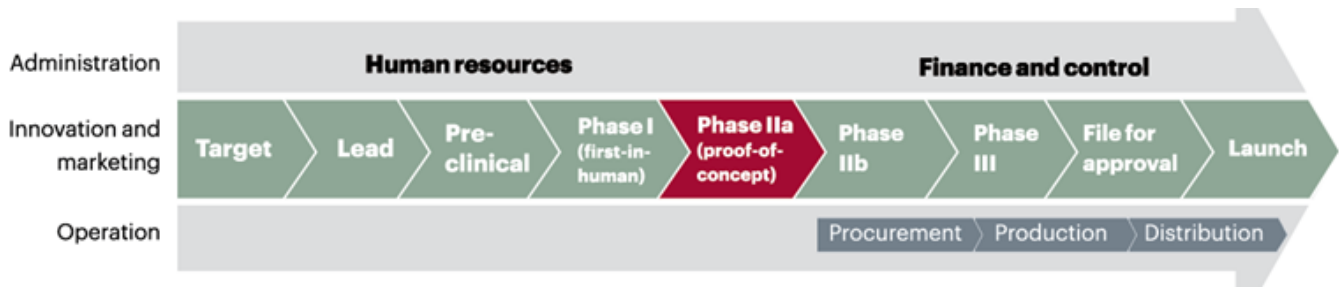 Administration
Human resources
Finance and control
Innovation and
marketing
Target
Lead
Pre-
clinical
Phase I
(first-in-
human)
Phase IIa
(proof-of-
concept)
Phase
IIb
Phase
III
File for
approval
Launch
Operation
Procurement
Production
Distribution